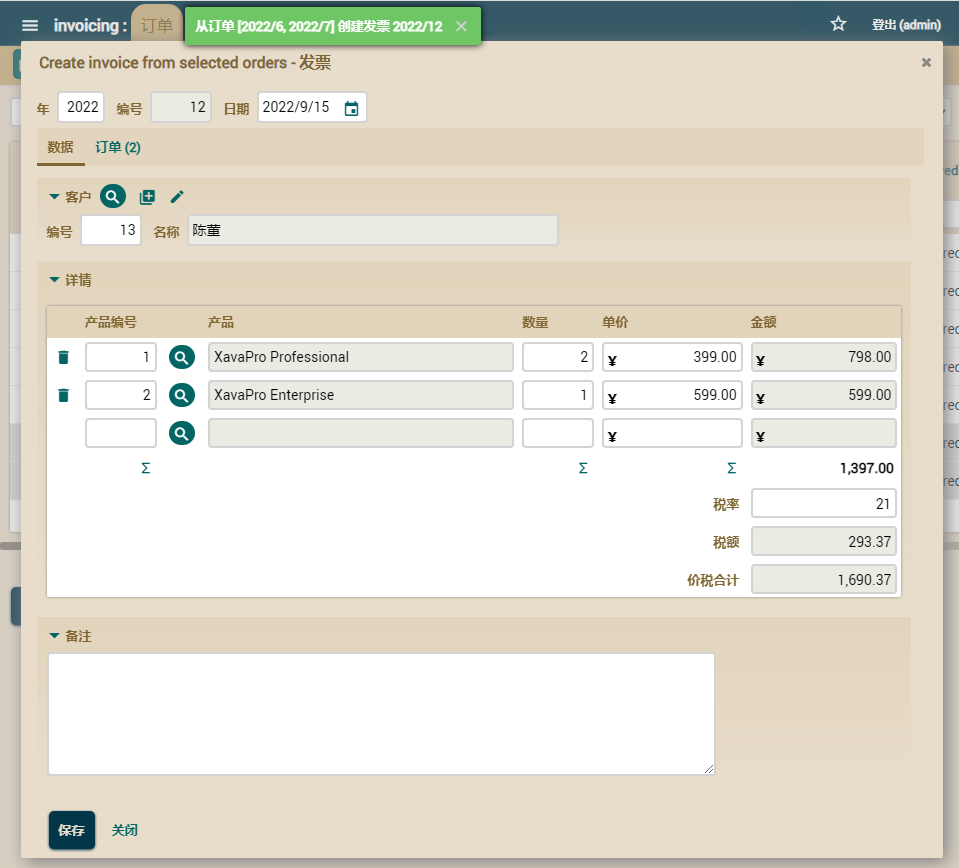 invoicing : 订单 从订单 [2022/6, 2022/7] 创建发票 2022/12 登出 (admin)
Create invoice from selected orders - 发票
年 2022 编号 12 日期 2022/9/15
数据 订单 (2)
客户
编号 13 名称 陈董
详情
产品编号 产品 数量 单价 金额
1 XavaPro Professional 2 ¥ 399.00 ¥ 798.00
2 XavaPro Enterprise 1 ¥ 599.00 ¥ 599.00
¥ ¥
Σ Σ Σ 1,397.00
税率 21
税额 293.37
价税合计 1,690.37
备注
保存 关闭